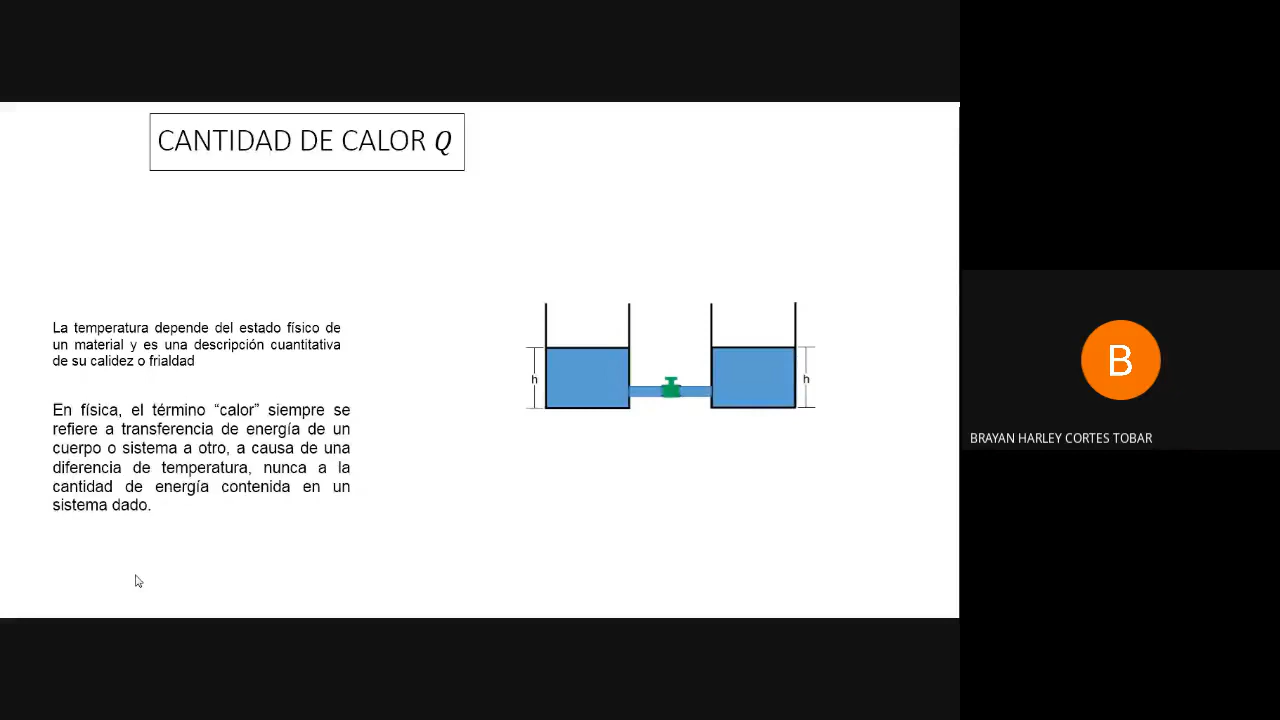 CANTIDAD DE CALOR Q
La temperatura depende del estado físico de
un material y es una descripción cuantitativa
de su calidez o frialdad
En física, el término “calor” siempre se
refiere a transferencia de energía de un
cuerpo o sistema a otro, a causa de una
diferencia de temperatura, nunca a la
cantidad de energía contenida en un
sistema dado.
h
h
B
BRAYAN HARLEY CORTES TOBAR